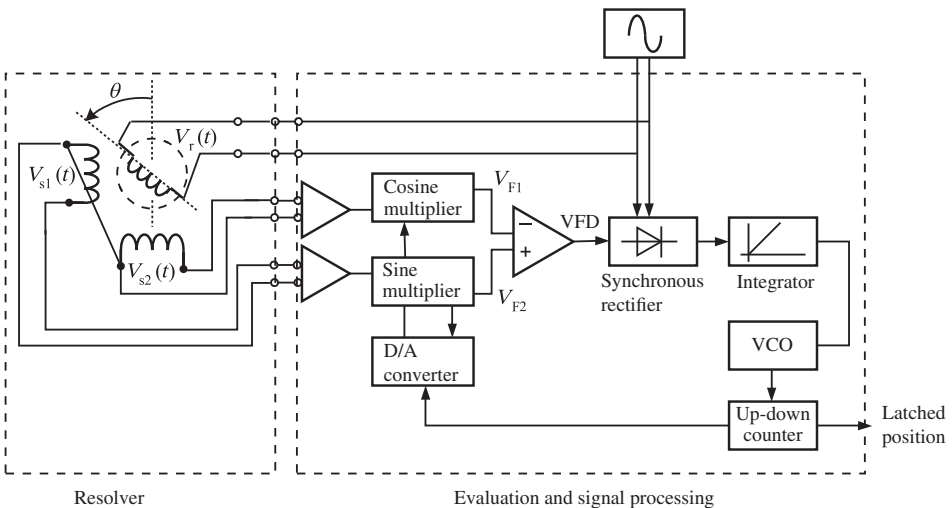 θ
V_r (t)
V_s1 (t)
V_s2 (t)
Cosine
multiplier
V_F1
VFD
−
+
Sine
multiplier
V_F2
Synchronous
rectifier
Integrator
D/A
converter
VCO
Up-down
counter
Latched
position
Resolver
Evaluation and signal processing